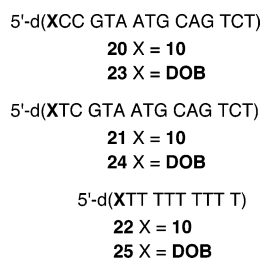 5'-d(XCC GTA ATG CAG TCT)
20 X = 10
23 X = DOB
5'-d(XTC GTA ATG CAG TCT)
21 X = 10
24 X = DOB
5'-d(XTT TTT TTT T)
22 X = 10
25 X = DOB